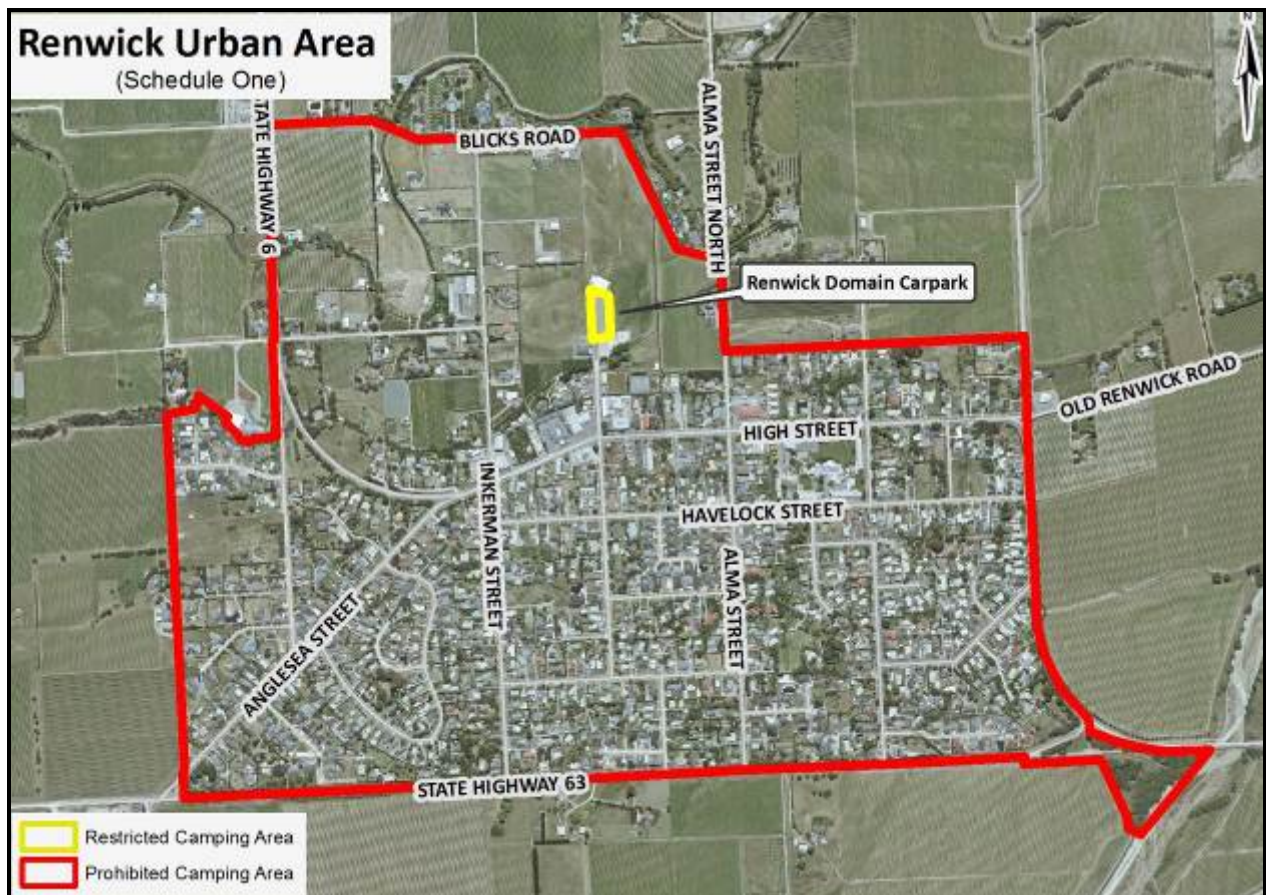 Renwick Urban Area
(Schedule One)
STATE HIGHWAY 6
BLICKS ROAD
ALMA STREET NORTH
Renwick Domain Carpark
OLD RENWICK ROAD
HIGH STREET
INKERMAN STREET
HAVELOCK STREET
ALMA STREET
ANGLESEA STREET
STATE HIGHWAY 63
Restricted Camping Area
Prohibited Camping Area